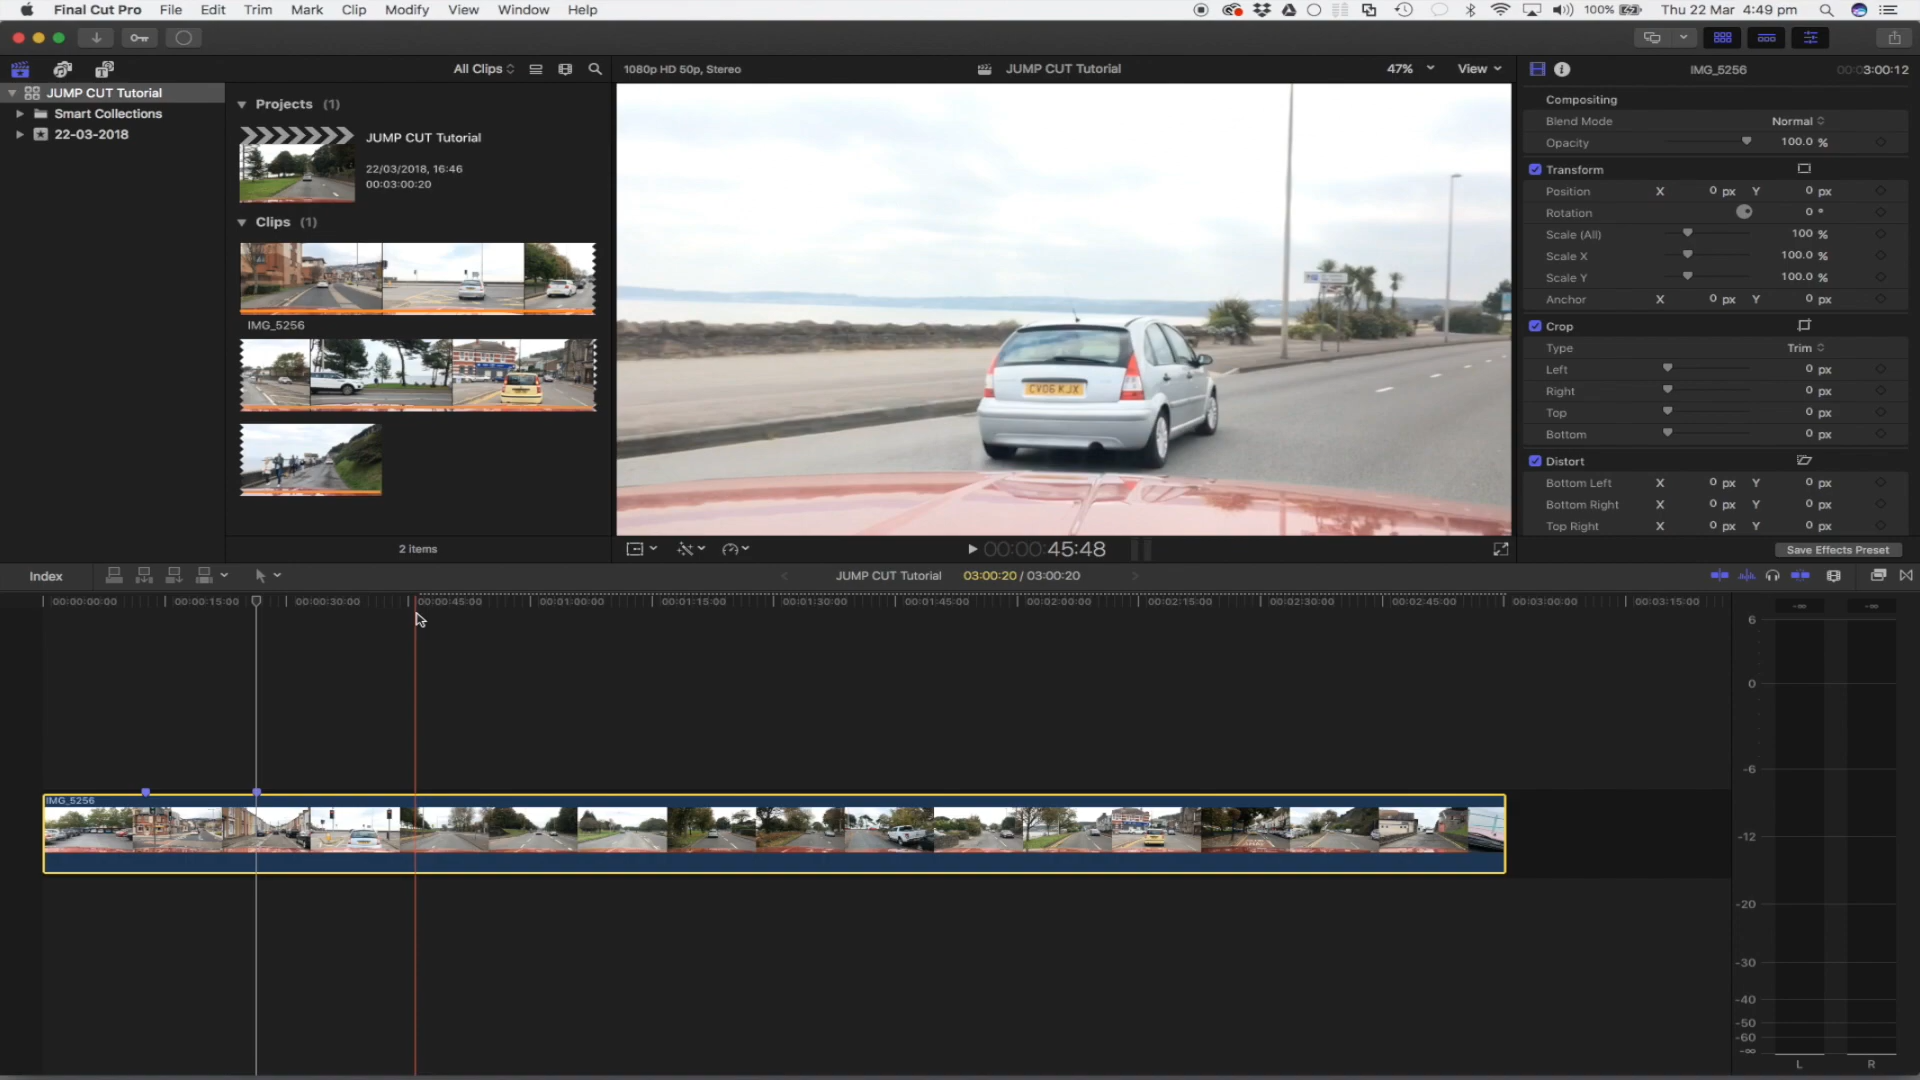 Final Cut Pro File Edit Trim Mark Clip Modify View Window Help 100% Thu 22 Mar 4:49 pm
All Clips 1080p HD 50p, Stereo JUMP CUT Tutorial 47% View IMG_5256 00:03:00:12
JUMP CUT Tutorial
Smart Collections
22-03-2018
Projects (1)
JUMP CUT Tutorial
22/03/2018, 16:46
00:03:00:20
Clips (1)
IMG_5256
2 items
CV06 KJX
00:00:45:48
Compositing
Blend Mode Normal
Opacity 100.0 %
Transform
Position X 0 px Y 0 px
Rotation 0 °
Scale (All) 100 %
Scale X 100.0 %
Scale Y 100.0 %
Anchor X 0 px Y 0 px
Crop
Type Trim
Left 0 px
Right 0 px
Top 0 px
Bottom 0 px
Distort
Bottom Left X 0 px Y 0 px
Bottom Right X 0 px Y 0 px
Top Right X 0 px Y 0 px
Save Effects Preset
Index JUMP CUT Tutorial 03:00:20 / 03:00:20
00:00:00:00 00:00:15:00 00:00:30:00 00:00:45:00 00:01:00:00 00:01:15:00 00:01:30:00 00:01:45:00 00:02:00:00 00:02:15:00 00:02:30:00 00:02:45:00 00:03:00:00 00:03:15:00
IMG_5256
-∞ -∞
6
0
-6
-12
-20
-30
-40
-50
-60
-∞
L R